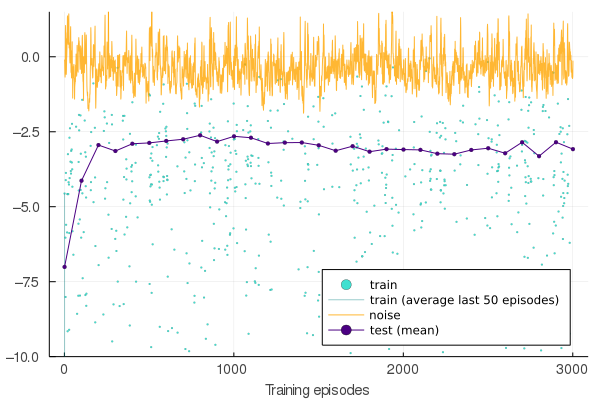 0.0
−2.5
−5.0
−7.5
−10.0
0
1000
2000
3000
Training episodes
train
train (average last 50 episodes)
noise
test (mean)